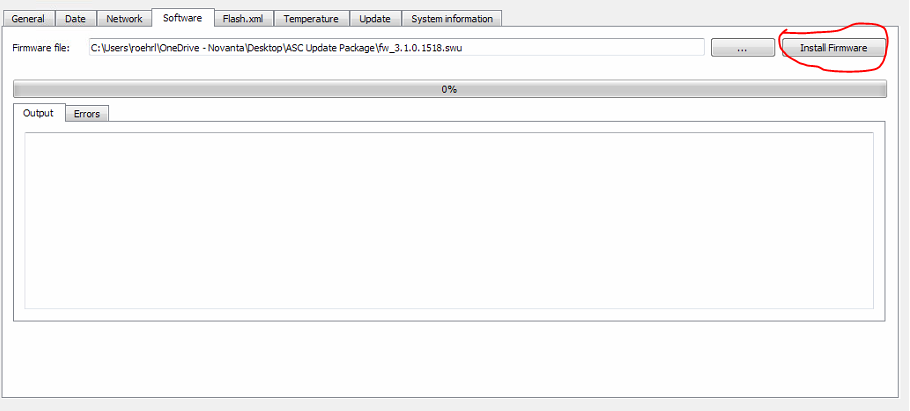 General Date Network Software Flash.xml Temperature Update System information
Firmware file: C:\Users\roehrl\OneDrive - Novanta\Desktop\ASC Update Package\fw_3.1.0.1518.swu ... Install Firmware
0%
Output Errors